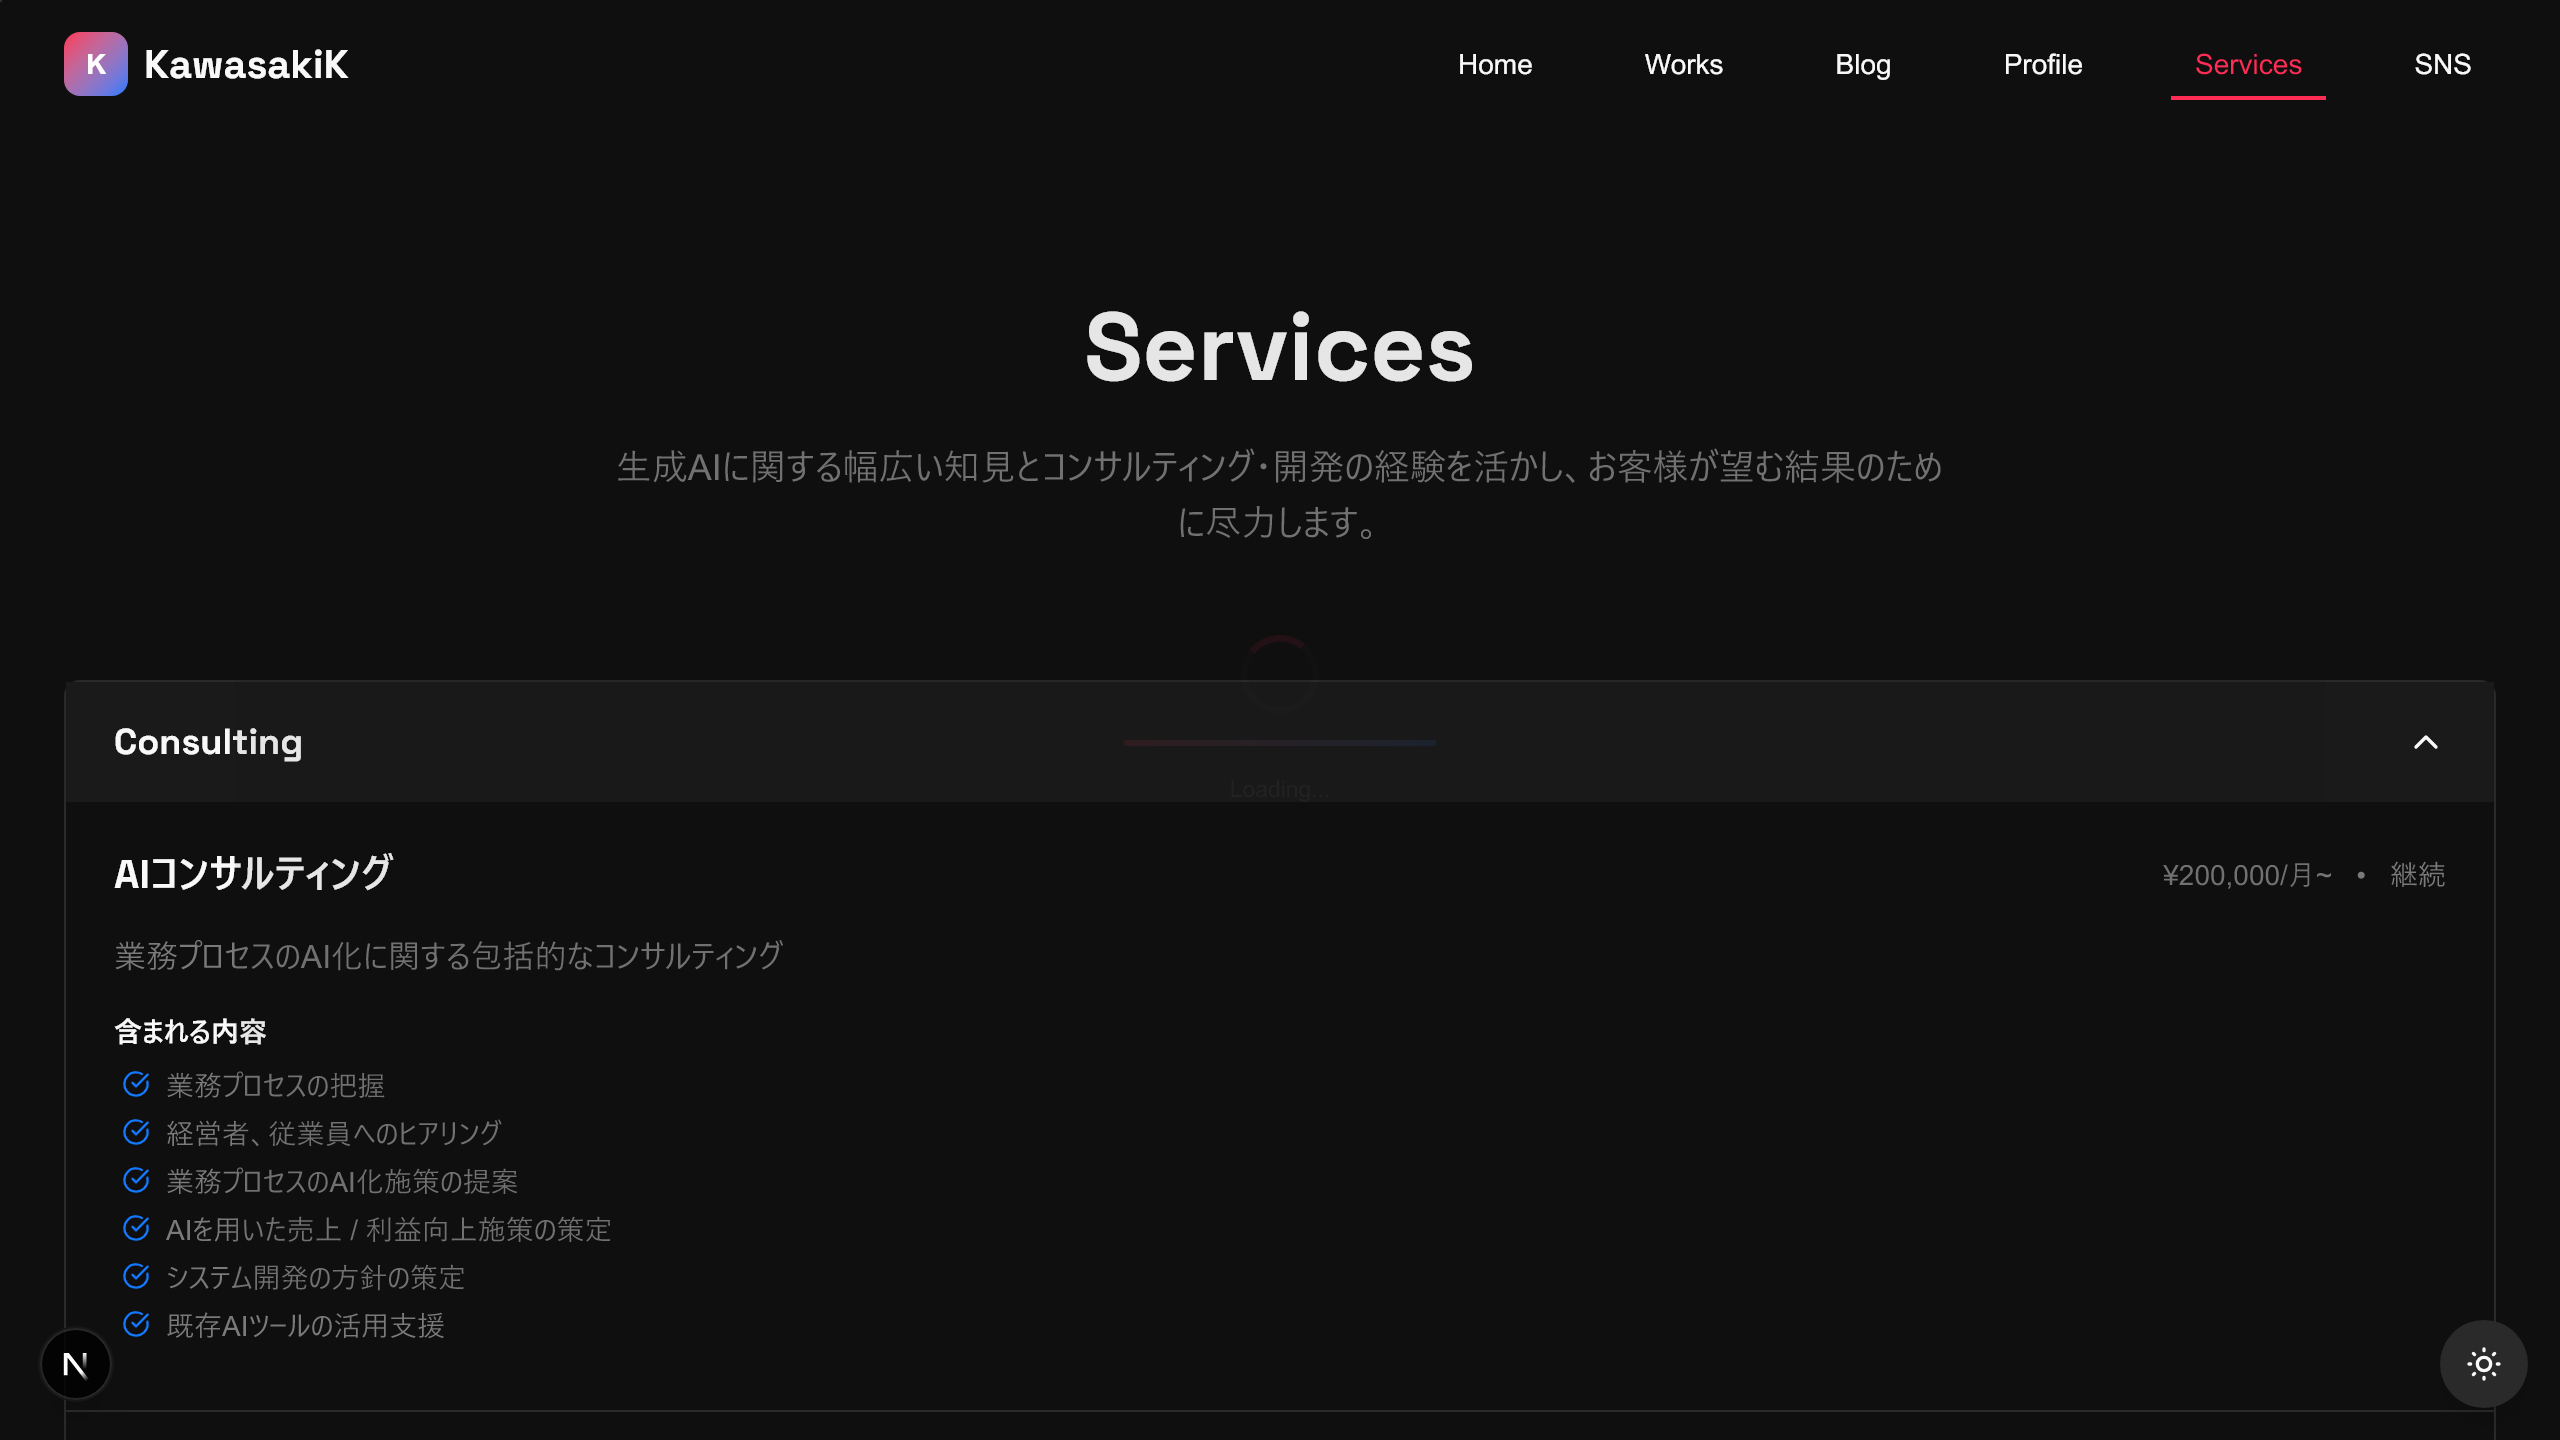 K KawasakiK
Home Works Blog Profile Services SNS
Services
生成AIに関する幅広い知見とコンサルティング・開発の経験を活かし、お客様が望む結果のため
に尽力します。
Consulting
Loading...
AIコンサルティング
¥200,000/月~ • 継続
業務プロセスのAI化に関する包括的なコンサルティング
含まれる内容
業務プロセスの把握
経営者、従業員へのヒアリング
業務プロセスのAI化施策の提案
AIを用いた売上 / 利益向上施策の策定
システム開発の方針の策定
既存AIツールの活用支援
N